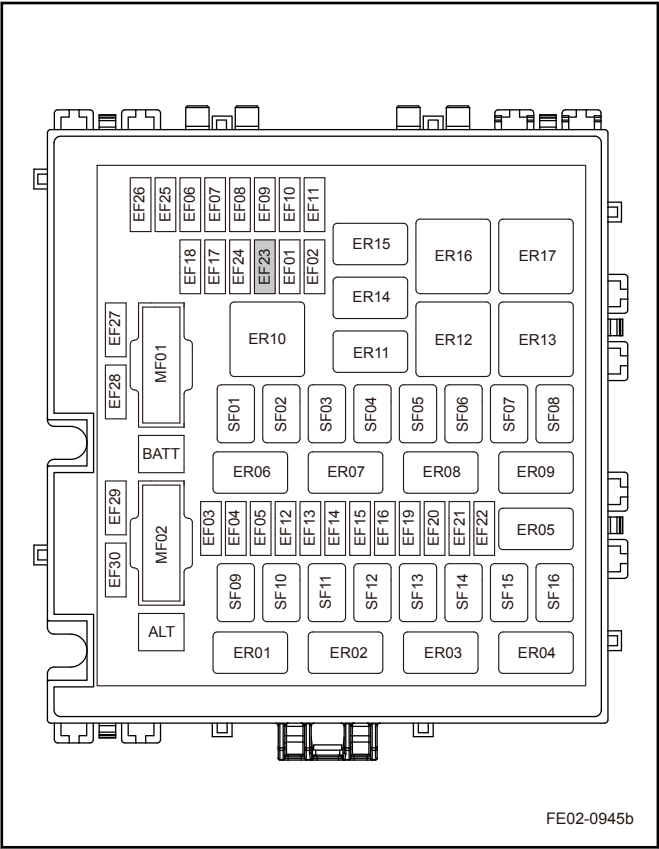 EF26 EF25 EF06 EF07 EF08 EF09 EF10 EF11
EF18 EF17 EF24 EF23 EF01 EF02
ER15 ER16 ER17
ER14
EF27 MF01 ER10 ER11 ER12 ER13
EF28
SF01 SF02 SF03 SF04 SF05 SF06 SF07 SF08
BATT
ER06 ER07 ER08 ER09
EF29 MF02
EF03 EF04 EF05 EF12 EF13 EF14 EF15 EF16 EF19 EF20 EF21 EF22 ER05
EF30
SF09 SF10 SF11 SF12 SF13 SF14 SF15 SF16
ALT
ER01 ER02 ER03 ER04
FE02-0945b